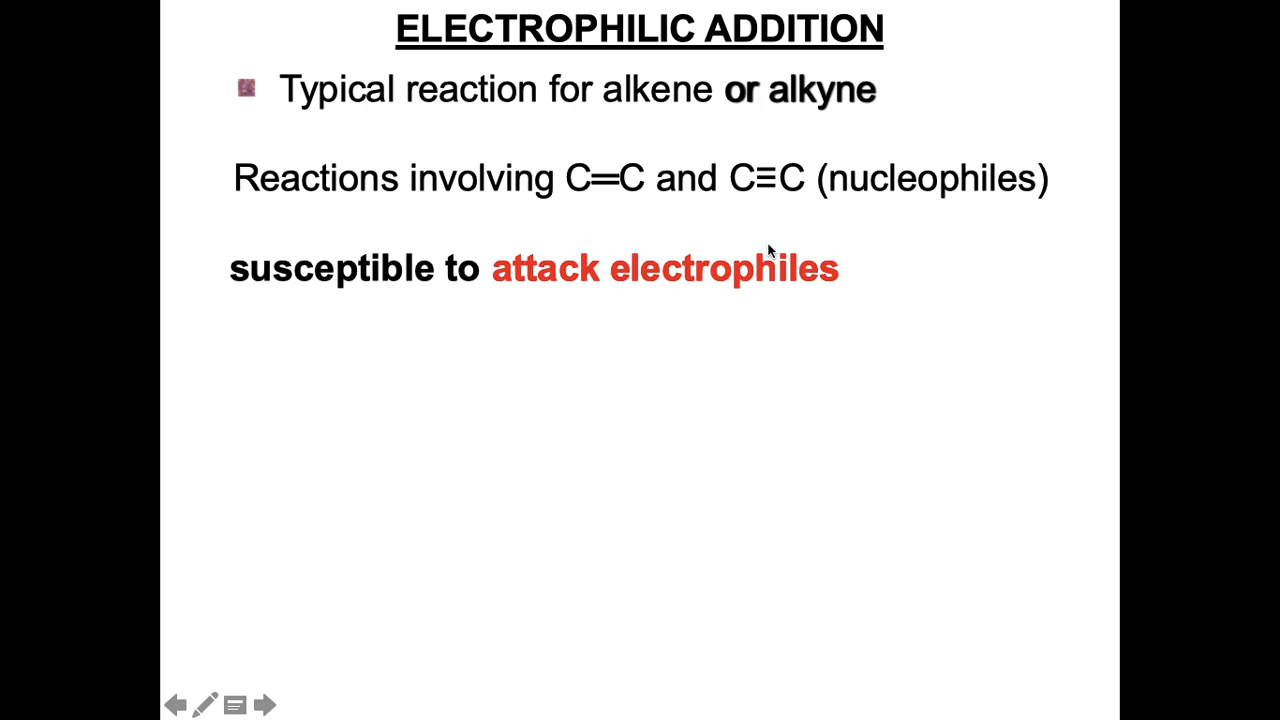 ELECTROPHILIC ADDITION
Typical reaction for alkene or alkyne
Reactions involving C=C and C≡C (nucleophiles)
susceptible to attack electrophiles